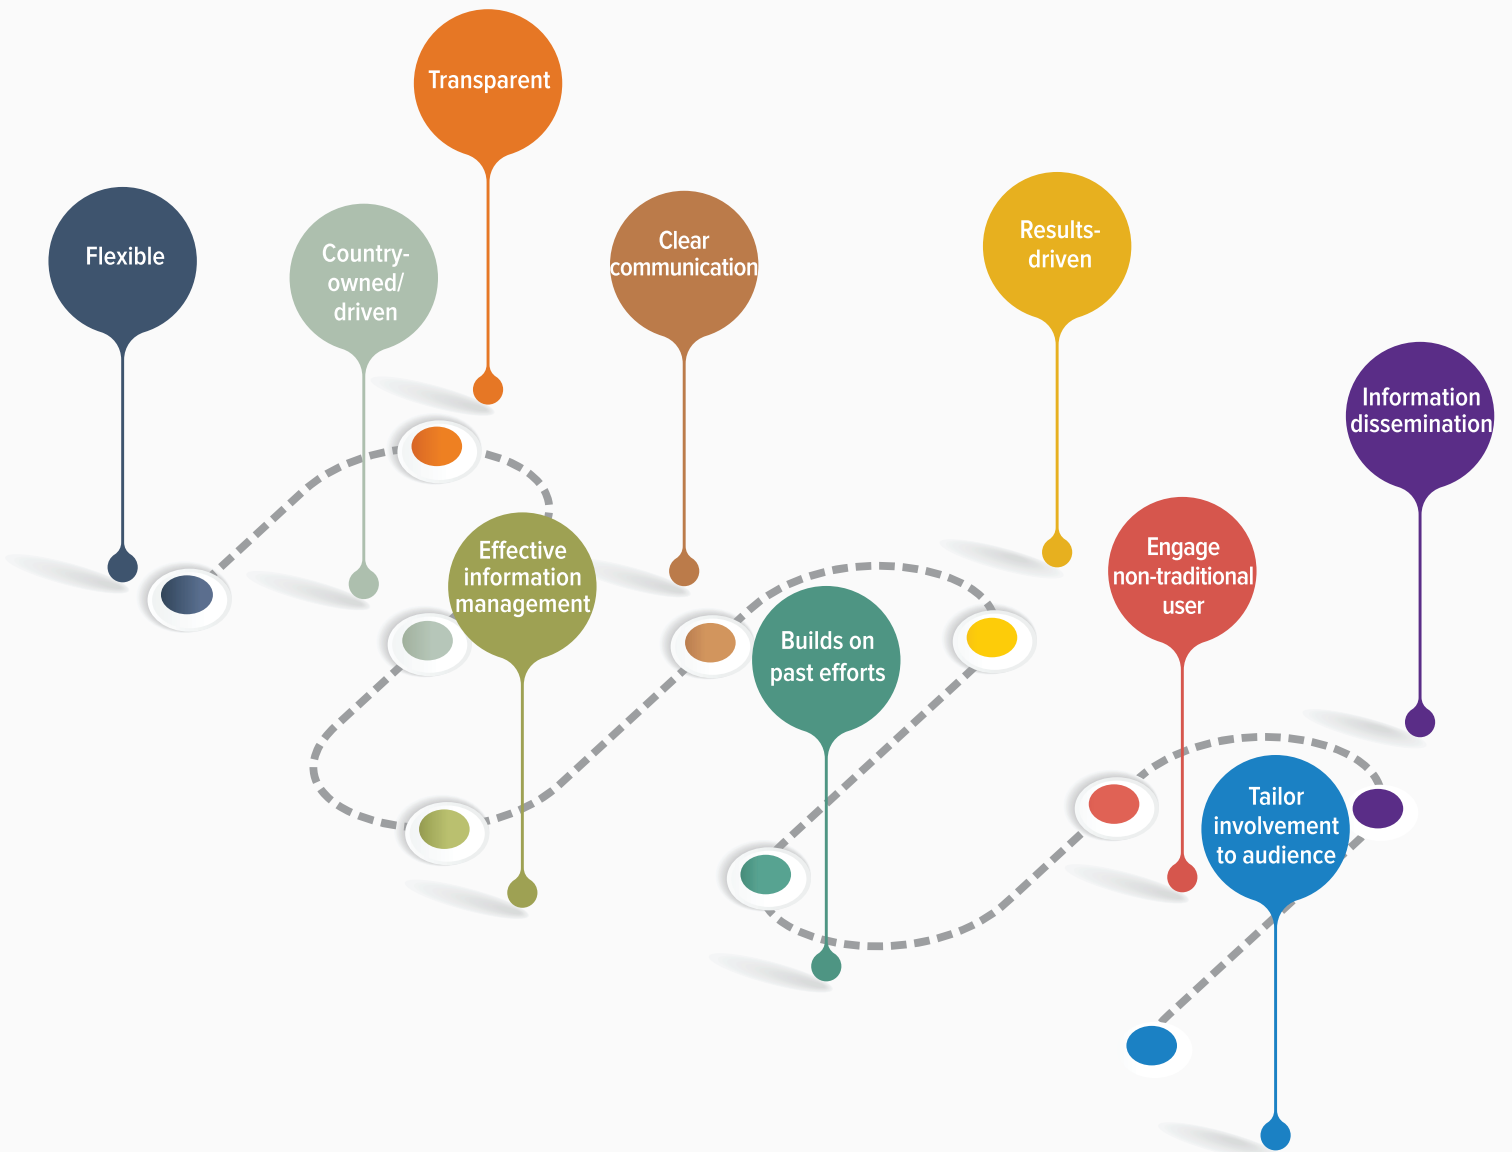 Transparent
Flexible
Country-
owned/
driven
Clear
communication
Results-
driven
Information
dissemination
Effective
information
management
Engage
non-traditional
user
Builds on
past efforts
Tailor
involvement
to audience